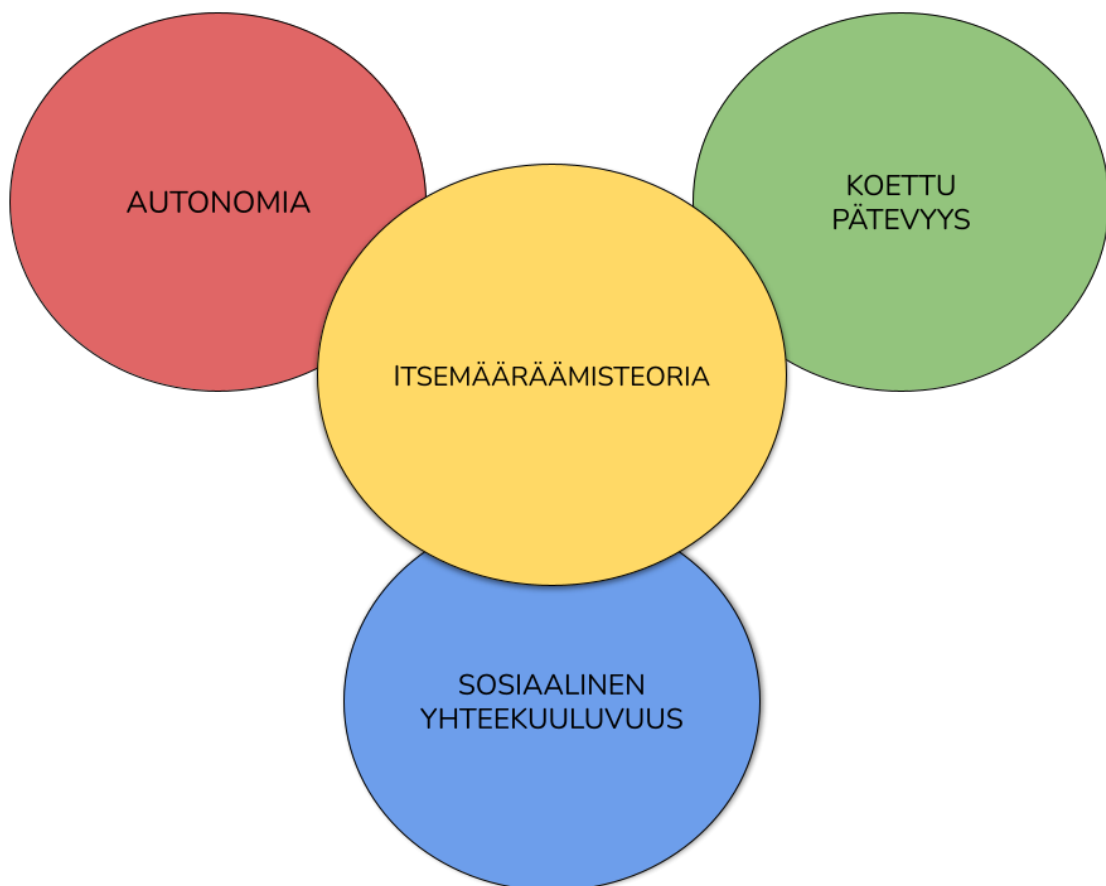 AUTONOMIA
KOETTU
PÄTEVYYS
ITSEMÄÄRÄÄMISTEORIA
SOSIAALINEN
YHTEEKUULUVUUS